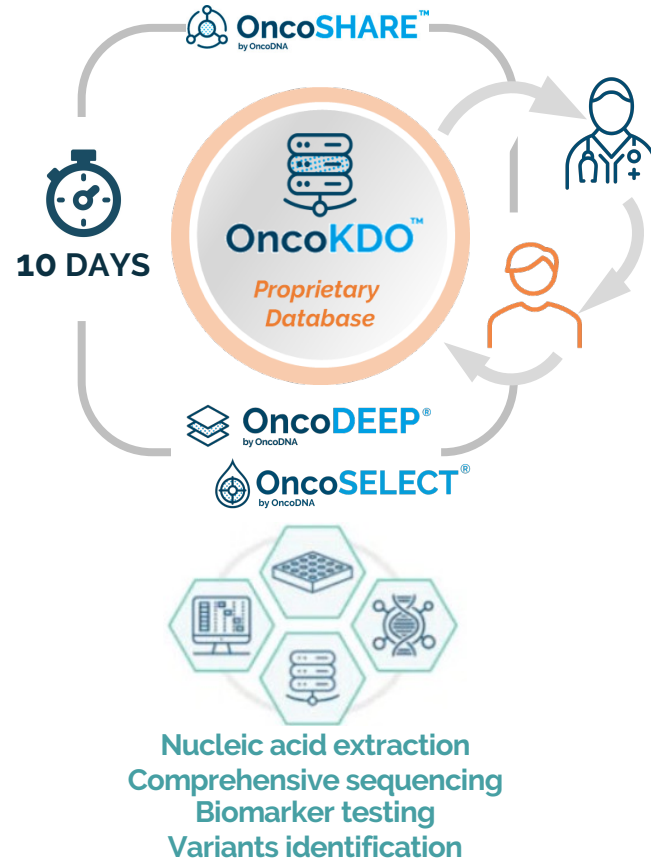 OncoSHARE™
by OncoDNA
10 DAYS
OncoKDO™
Proprietary
Database
OncoDEEP®
by OncoDNA
OncoSELECT®
by OncoDNA
Nucleic acid extraction
Comprehensive sequencing
Biomarker testing
Variants identification